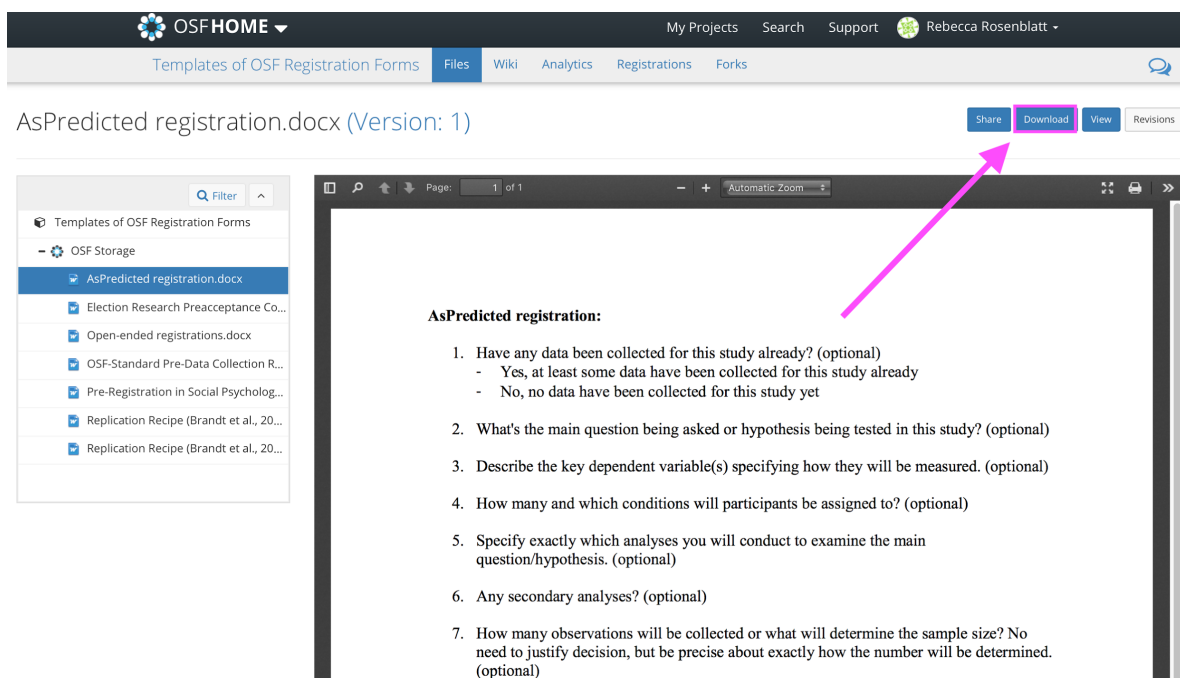 OSFHOME
My Projects Search Support Rebecca Rosenblatt
Templates of OSF Registration Forms Files Wiki Analytics Registrations Forks
AsPredicted registration.docx (Version: 1)
Share Download View Revisions
Filter
Page: 1 of 1
Automatic Zoom
Templates of OSF Registration Forms
OSF Storage
AsPredicted registration.docx
Election Research Preacceptance Co...
Open-ended registrations.docx
OSF-Standard Pre-Data Collection R...
Pre-Registration in Social Psycholog...
Replication Recipe (Brandt et al., 20...
Replication Recipe (Brandt et al., 20...
AsPredicted registration:
1. Have any data been collected for this study already? (optional)
- Yes, at least some data have been collected for this study already
- No, no data have been collected for this study yet
2. What's the main question being asked or hypothesis being tested in this study? (optional)
3. Describe the key dependent variable(s) specifying how they will be measured. (optional)
4. How many and which conditions will participants be assigned to? (optional)
5. Specify exactly which analyses you will conduct to examine the main
question/hypothesis. (optional)
6. Any secondary analyses? (optional)
7. How many observations will be collected or what will determine the sample size? No
need to justify decision, but be precise about exactly how the number will be determined.
(optional)